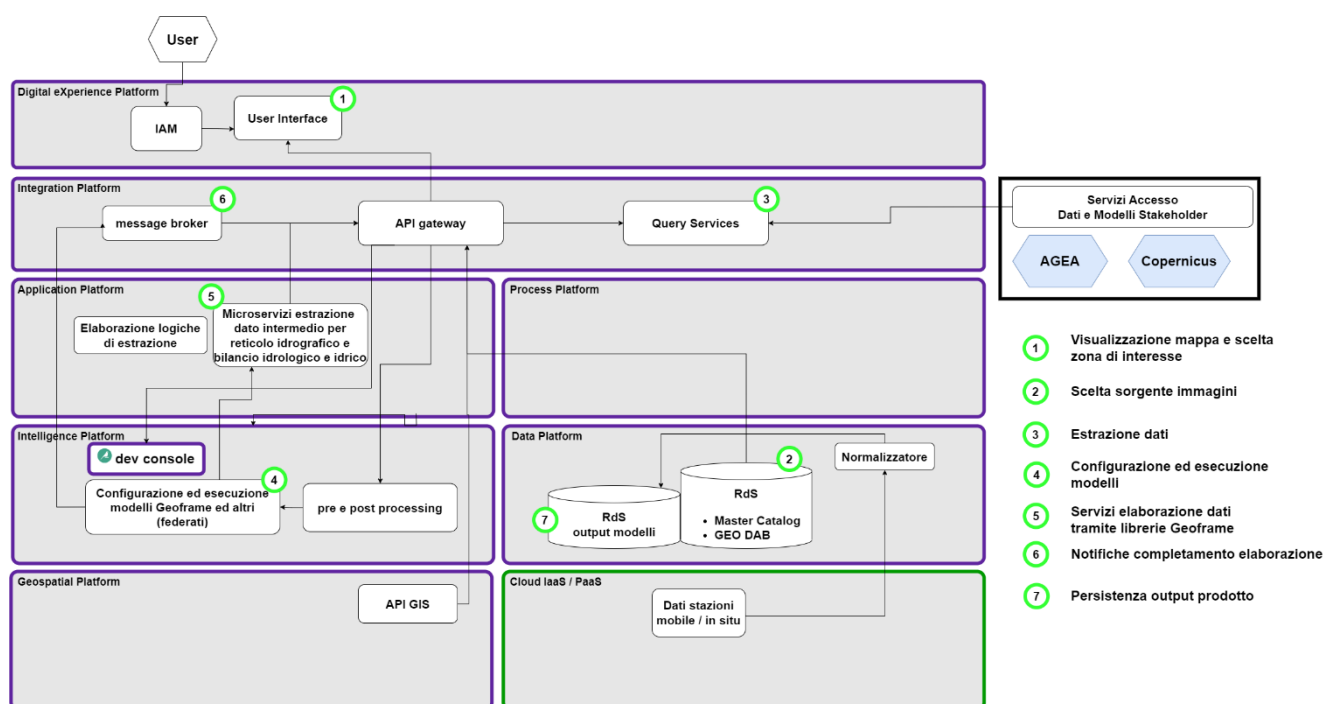 User
Digital eXperience Platform
IAM
User Interface
1
Integration Platform
message broker
6
API gateway
Query Services
3
Servizi Accesso
Dati e Modelli Stakeholder
AGEA
Copernicus
Application Platform
Elaborazione logiche
di estrazione
5
Microservizi estrazione
dato intermedio per
reticolo idrografico e
bilancio idrologico e idrico
Process Platform
Intelligence Platform
dev console
4
Configurazione ed esecuzione
modelli Geoframe ed altri
(federati)
pre e post processing
Data Platform
Normalizzatore
2
RdS
• Master Catalog
• GEO DAB
7
RdS
output modelli
Geospatial Platform
API GIS
Cloud IaaS / PaaS
Dati stazioni
mobile / in situ
1
Visualizzazione mappa e scelta
zona di interesse
2
Scelta sorgente immagini
3
Estrazione dati
4
Configurazione ed esecuzione
modelli
5
Servizi elaborazione dati
tramite librerie Geoframe
6
Notifiche completamento elaborazione
7
Persistenza output prodotto